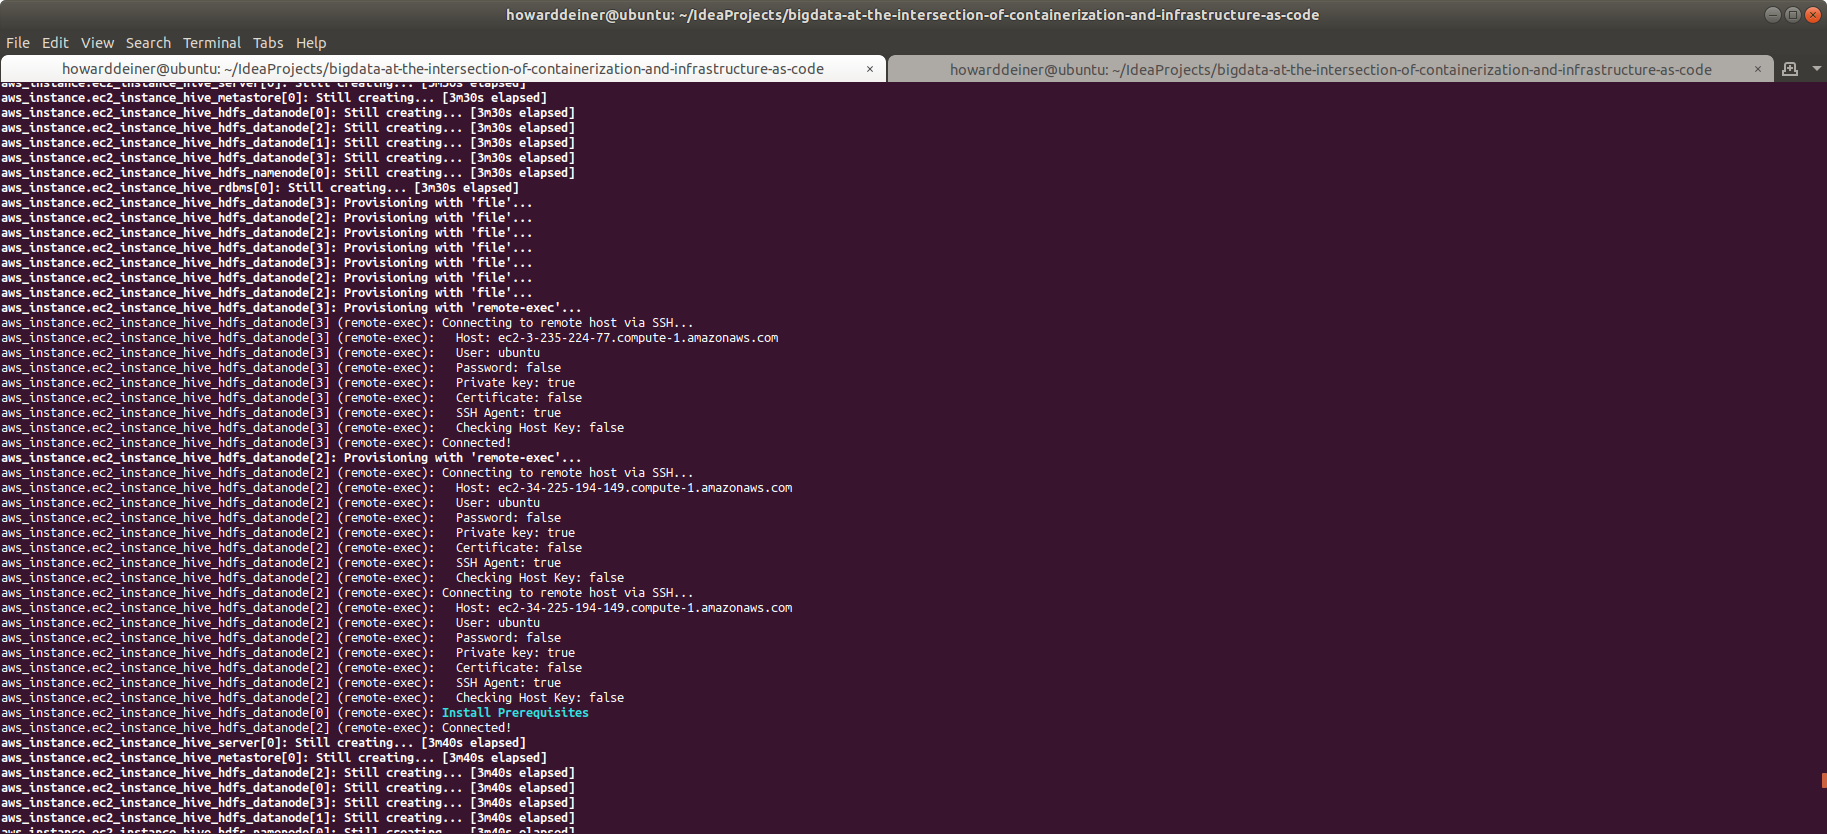 howarddeiner@ubuntu: ~/IdeaProjects/bigdata-at-the-intersection-of-containerization-and-infrastructure-as-code
File Edit View Search Terminal Tabs Help
howarddeiner@ubuntu: ~/IdeaProjects/bigdata-at-the-intersection-of-containerization-and-infrastructure-as-code × howarddeiner@ubuntu: ~/IdeaProjects/bigdata-at-the-intersection-of-containerization-and-infrastructure-as-code ×
aws_instance.ec2_instance_hive_server[0]: Still creating... [3m30s elapsed]
aws_instance.ec2_instance_hive_metastore[0]: Still creating... [3m30s elapsed]
aws_instance.ec2_instance_hive_hdfs_datanode[0]: Still creating... [3m30s elapsed]
aws_instance.ec2_instance_hive_hdfs_datanode[2]: Still creating... [3m30s elapsed]
aws_instance.ec2_instance_hive_hdfs_datanode[1]: Still creating... [3m30s elapsed]
aws_instance.ec2_instance_hive_hdfs_datanode[3]: Still creating... [3m30s elapsed]
aws_instance.ec2_instance_hive_hdfs_namenode[0]: Still creating... [3m30s elapsed]
aws_instance.ec2_instance_hive_rdbms[0]: Still creating... [3m30s elapsed]
aws_instance.ec2_instance_hive_hdfs_datanode[3]: Provisioning with 'file'...
aws_instance.ec2_instance_hive_hdfs_datanode[2]: Provisioning with 'file'...
aws_instance.ec2_instance_hive_hdfs_datanode[2]: Provisioning with 'file'...
aws_instance.ec2_instance_hive_hdfs_datanode[3]: Provisioning with 'file'...
aws_instance.ec2_instance_hive_hdfs_datanode[3]: Provisioning with 'file'...
aws_instance.ec2_instance_hive_hdfs_datanode[2]: Provisioning with 'file'...
aws_instance.ec2_instance_hive_hdfs_datanode[2]: Provisioning with 'file'...
aws_instance.ec2_instance_hive_hdfs_datanode[3]: Provisioning with 'remote-exec'...
aws_instance.ec2_instance_hive_hdfs_datanode[3] (remote-exec): Connecting to remote host via SSH...
aws_instance.ec2_instance_hive_hdfs_datanode[3] (remote-exec):   Host: ec2-3-235-224-77.compute-1.amazonaws.com
aws_instance.ec2_instance_hive_hdfs_datanode[3] (remote-exec):   User: ubuntu
aws_instance.ec2_instance_hive_hdfs_datanode[3] (remote-exec):   Password: false
aws_instance.ec2_instance_hive_hdfs_datanode[3] (remote-exec):   Private key: true
aws_instance.ec2_instance_hive_hdfs_datanode[3] (remote-exec):   Certificate: false
aws_instance.ec2_instance_hive_hdfs_datanode[3] (remote-exec):   SSH Agent: true
aws_instance.ec2_instance_hive_hdfs_datanode[3] (remote-exec):   Checking Host Key: false
aws_instance.ec2_instance_hive_hdfs_datanode[3] (remote-exec): Connected!
aws_instance.ec2_instance_hive_hdfs_datanode[2]: Provisioning with 'remote-exec'...
aws_instance.ec2_instance_hive_hdfs_datanode[2] (remote-exec): Connecting to remote host via SSH...
aws_instance.ec2_instance_hive_hdfs_datanode[2] (remote-exec):   Host: ec2-34-225-194-149.compute-1.amazonaws.com
aws_instance.ec2_instance_hive_hdfs_datanode[2] (remote-exec):   User: ubuntu
aws_instance.ec2_instance_hive_hdfs_datanode[2] (remote-exec):   Password: false
aws_instance.ec2_instance_hive_hdfs_datanode[2] (remote-exec):   Private key: true
aws_instance.ec2_instance_hive_hdfs_datanode[2] (remote-exec):   Certificate: false
aws_instance.ec2_instance_hive_hdfs_datanode[2] (remote-exec):   SSH Agent: true
aws_instance.ec2_instance_hive_hdfs_datanode[2] (remote-exec):   Checking Host Key: false
aws_instance.ec2_instance_hive_hdfs_datanode[2] (remote-exec): Connecting to remote host via SSH...
aws_instance.ec2_instance_hive_hdfs_datanode[2] (remote-exec):   Host: ec2-34-225-194-149.compute-1.amazonaws.com
aws_instance.ec2_instance_hive_hdfs_datanode[2] (remote-exec):   User: ubuntu
aws_instance.ec2_instance_hive_hdfs_datanode[2] (remote-exec):   Password: false
aws_instance.ec2_instance_hive_hdfs_datanode[2] (remote-exec):   Private key: true
aws_instance.ec2_instance_hive_hdfs_datanode[2] (remote-exec):   Certificate: false
aws_instance.ec2_instance_hive_hdfs_datanode[2] (remote-exec):   SSH Agent: true
aws_instance.ec2_instance_hive_hdfs_datanode[2] (remote-exec):   Checking Host Key: false
aws_instance.ec2_instance_hive_hdfs_datanode[0] (remote-exec): Install Prerequisites
aws_instance.ec2_instance_hive_hdfs_datanode[2] (remote-exec): Connected!
aws_instance.ec2_instance_hive_server[0]: Still creating... [3m40s elapsed]
aws_instance.ec2_instance_hive_metastore[0]: Still creating... [3m40s elapsed]
aws_instance.ec2_instance_hive_hdfs_datanode[2]: Still creating... [3m40s elapsed]
aws_instance.ec2_instance_hive_hdfs_datanode[0]: Still creating... [3m40s elapsed]
aws_instance.ec2_instance_hive_hdfs_datanode[3]: Still creating... [3m40s elapsed]
aws_instance.ec2_instance_hive_hdfs_datanode[1]: Still creating... [3m40s elapsed]
aws_instance.ec2_instance_hive_hdfs_namenode[0]: Still creating... [3m40s elapsed]